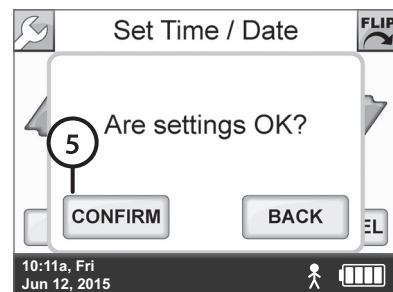 Set Time / Date
FLIP
Are settings OK?
5
CONFIRM
BACK
EL
10:11a, Fri
Jun 12, 2015